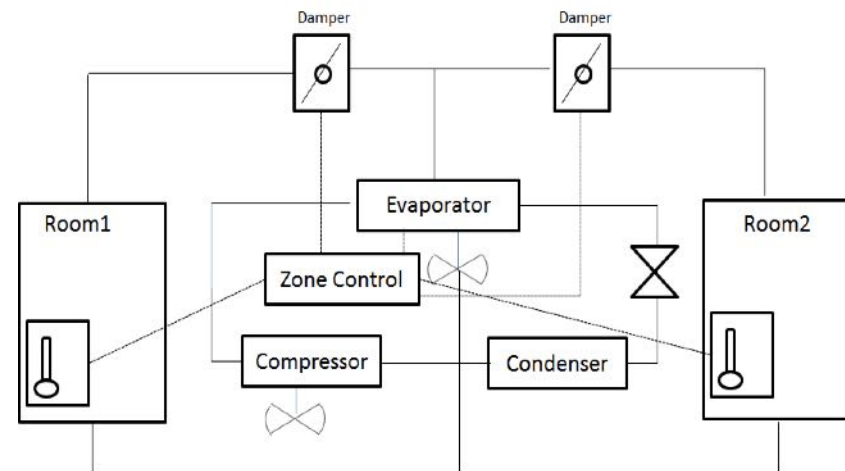 Damper
Damper
Evaporator
Room1
Room2
Zone Control
Compressor
Condenser